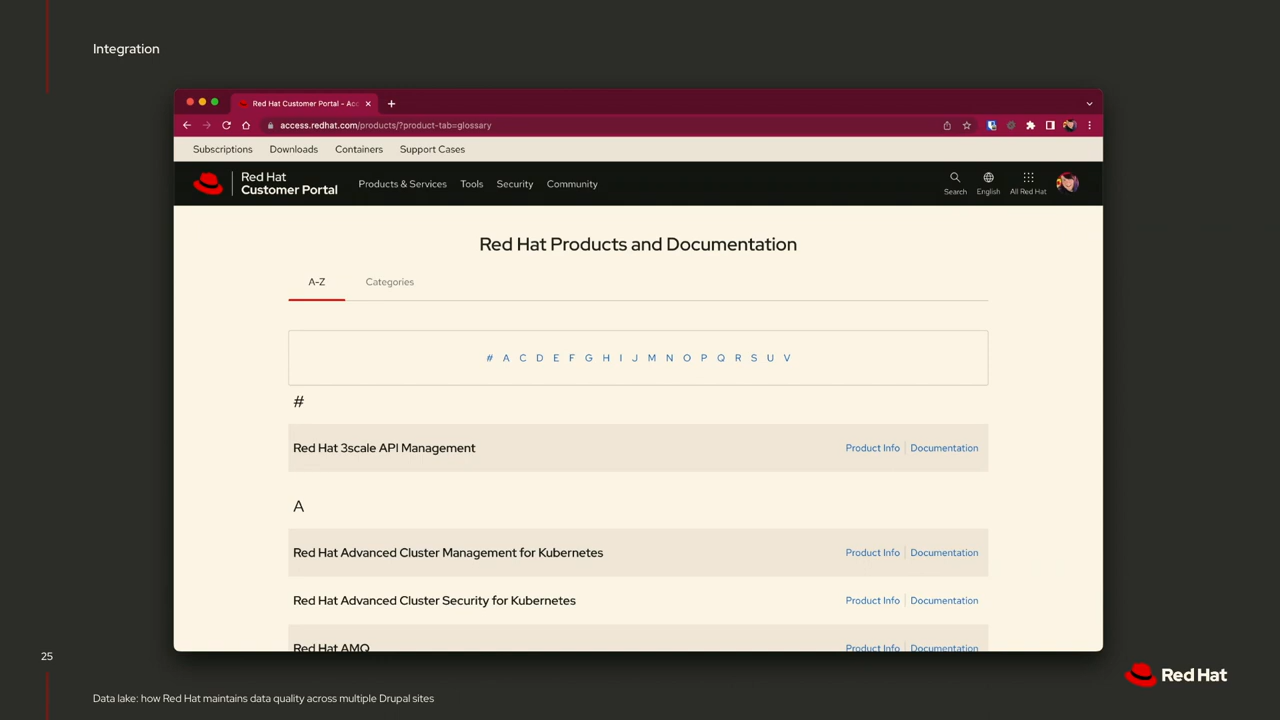 Integration
Red Hat Customer Portal - Acc
access.redhat.com/products/?product-tab=glossary
Subscriptions Downloads Containers Support Cases
Red Hat
Customer Portal
Products & Services Tools Security Community
Search English All Red Hat
Red Hat Products and Documentation
A-Z Categories
# A C D E F G H I J M N O P Q R S U V
#
Red Hat 3scale API Management Product Info Documentation
A
Red Hat Advanced Cluster Management for Kubernetes Product Info Documentation
Red Hat Advanced Cluster Security for Kubernetes Product Info Documentation
Red Hat AMQ Product Info Documentation
25
Red Hat
Data lake: how Red Hat maintains data quality across multiple Drupal sites